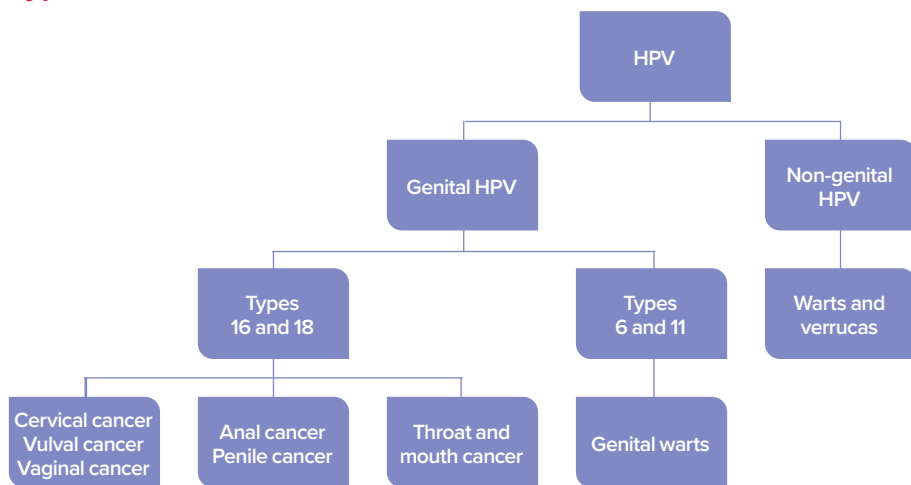 HPV
Genital HPV
Non-genital
HPV
Types
16 and 18
Types
6 and 11
Warts and
verrucas
Cervical cancer
Vulval cancer
Vaginal cancer
Anal cancer
Penile cancer
Throat and
mouth cancer
Genital warts